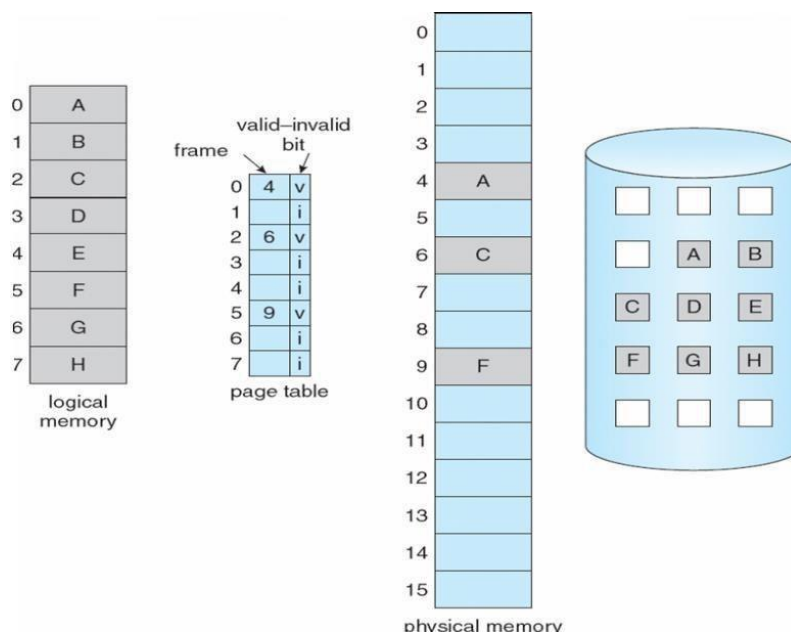 0 A
1 B
2 C
3 D
4 E
5 F
6 G
7 H
logical
memory
valid–invalid
bit
frame
0 4 v
1 i
2 6 v
3 i
4 i
5 9 v
6 i
7 i
page table
0
1
2
3
4 A
5
6 C
7
8
9 F
10
11
12
13
14
15
physical memory
A B
C D E
F G H